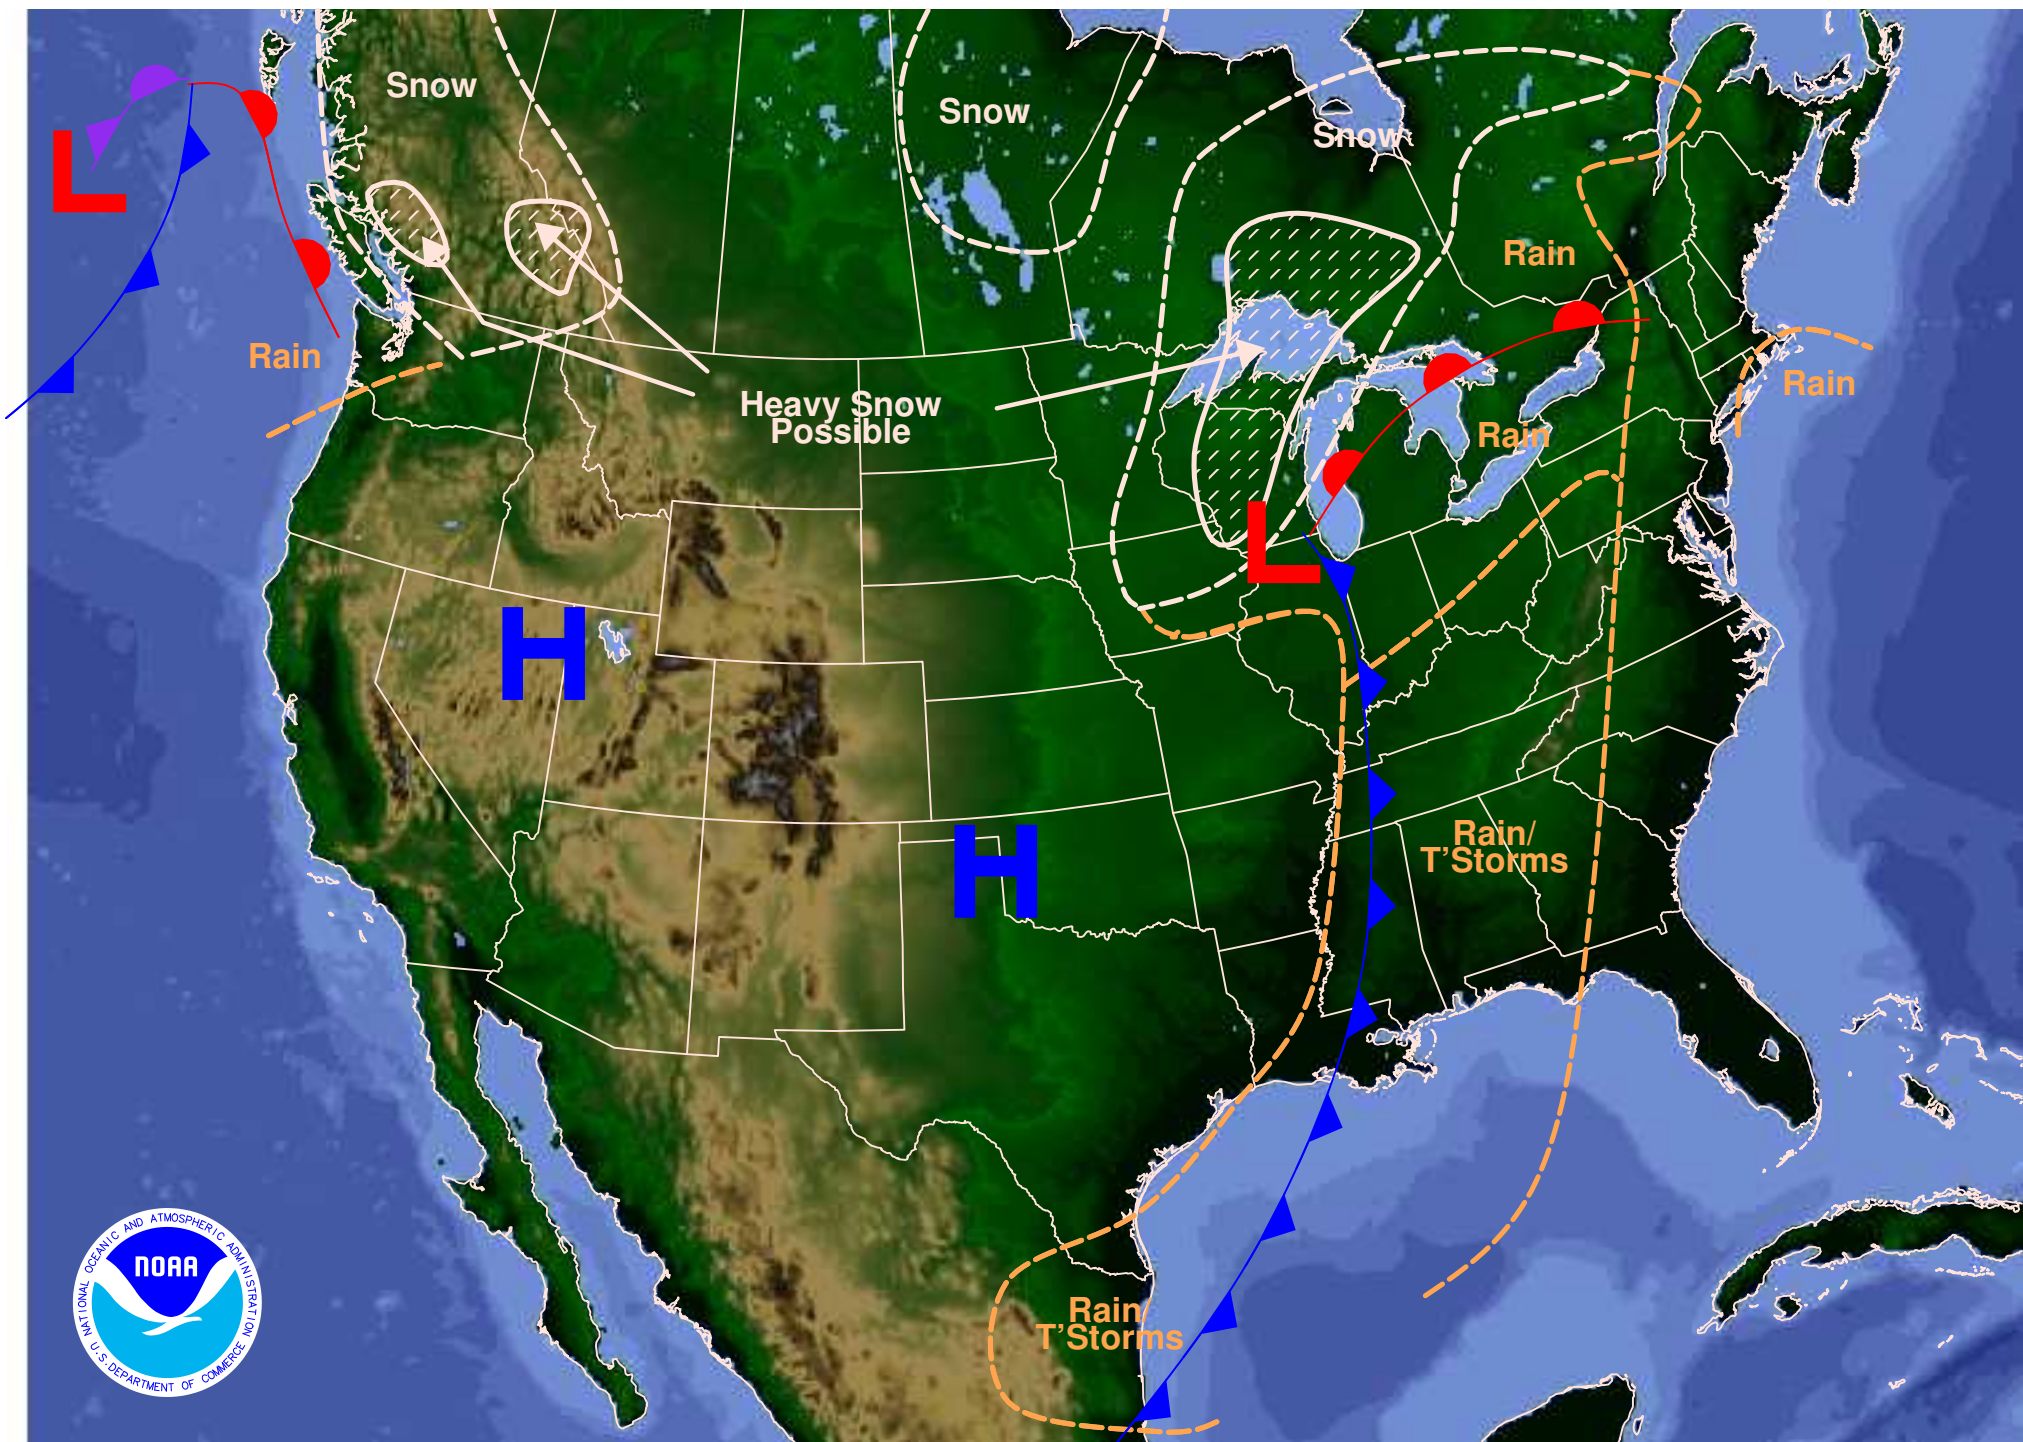 Snow
Snow
Snow
Rain
Rain
Heavy Snow
Possible
Rain
Rain
L
L
H
H
Rain/
T'Storms
Rain/
T'Storms
NATIONAL OCEANIC AND ATMOSPHERIC ADMINISTRATION
NOAA
U.S. DEPARTMENT OF COMMERCE